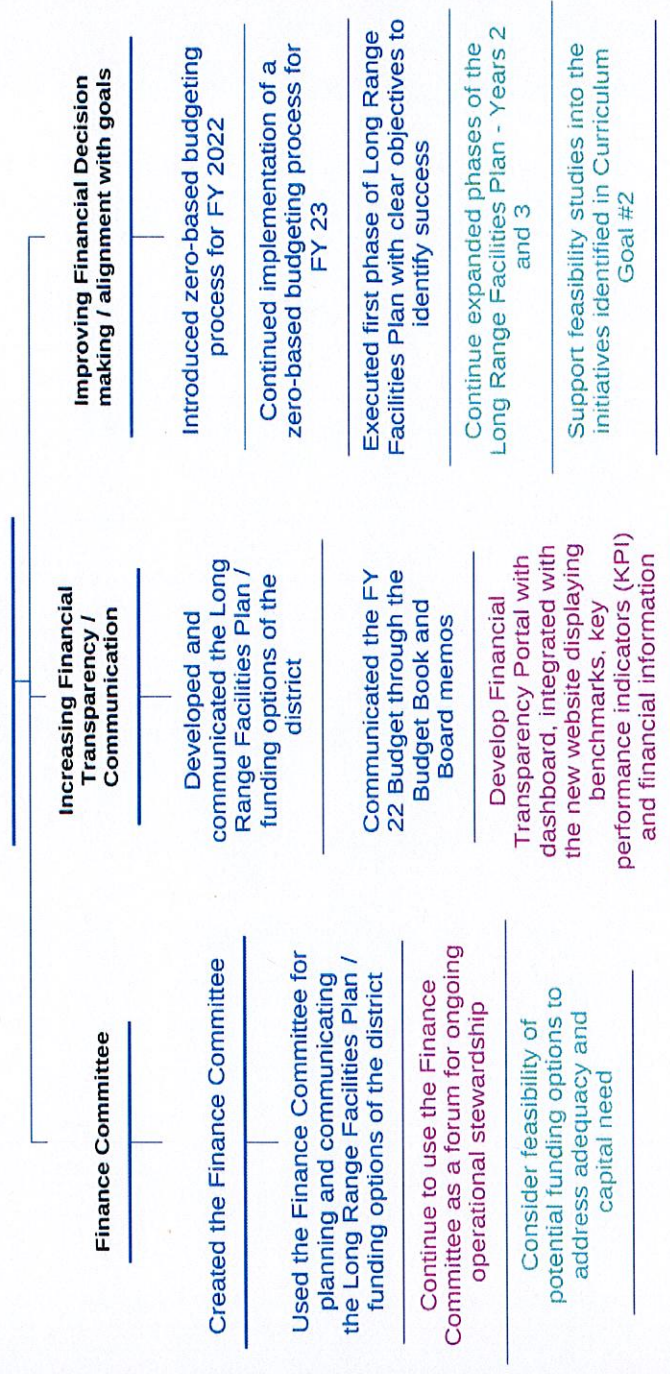 Finance Committee
Created the Finance Committee
Used the Finance Committee for
planning and communicating
the Long Range Facilities Plan /
funding options of the district
Continue to use the Finance
Committee as a forum for ongoing
operational stewardship
Consider feasibility of
potential funding options to
address adequacy and
capital need
Increasing Financial
Transparency /
Communication
Developed and
communicated the Long
Range Facilities Plan /
funding options of the
district
Communicated the FY
22 Budget through the
Budget Book and
Board memos
Develop Financial
Transparency Portal with
dashboard, integrated with
the new website displaying
benchmarks, key
performance indicators (KPI)
and financial information
Improving Financial Decision
making / alignment with goals
Introduced zero-based budgeting
process for FY 2022
Continued implementation of a
zero-based budgeting process for
FY 23
Executed first phase of Long Range
Facilities Plan with clear objectives to
identify success
Continue expanded phases of the
Long Range Facilities Plan - Years 2
and 3
Support feasibility studies into the
initiatives identified in Curriculum
Goal #2